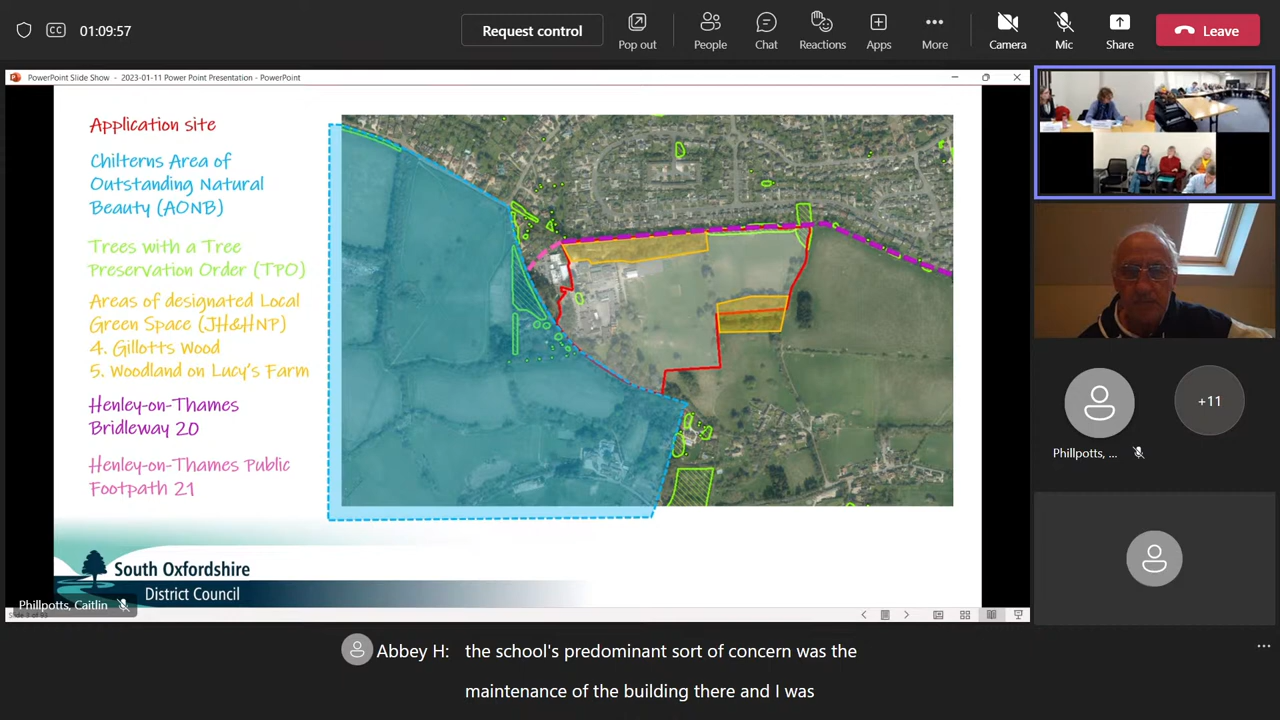 CC
01:09:57
Request control
Pop out
People
Chat
Reactions
Apps
More
Camera
Mic
Share
Leave
PowerPoint Slide Show - 2023-01-11 Power Point Presentation - PowerPoint
Application site
Chilterns Area of
Outstanding Natural
Beauty (AONB)
Trees with a Tree
Preservation Order (TPO)
Areas of designated Local
Green Space (JH&HNP)
4. Gillotts Wood
5. Woodland on Lucy's Farm
Henley-on-Thames
Bridleway 20
Henley-on-Thames Public
Footpath 21
South Oxfordshire
District Council
Phillpotts, Caitlin
Phillpotts, ...
+11
Abbey H: the school's predominant sort of concern was the
maintenance of the building there and I was